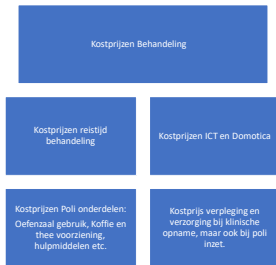 Kostprijzen Behandeling
Kostprijzen reistijd
behandeling
Kostprijzen ICT en Domotica
Kostprijzen Poli onderdelen:
Oefenzaal gebruik, Koffie en
thee voorziening,
hulpmiddelen etc.
Kostprijs verpleging en
verzorging bij klinische
opname, maar ook bij poli
inzet.